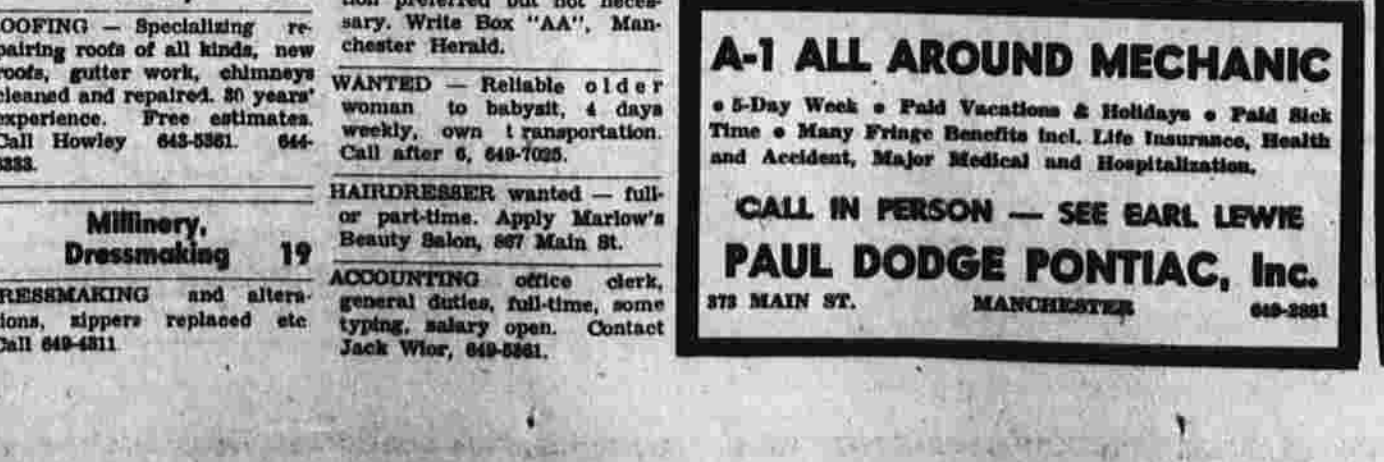 OOFING — Specializing re-
pairing roofs of all kinds, new
roofs, gutter work, chimneys
cleaned and repaired. 30 years'
experience. Free estimates.
Call Howley 643-5361. 644-
Millinery,
Dressmaking 19
RESSMAKING and altera-
ions, zippers replaced etc
Call 649-4311
tion preferred but not neces-
sary. Write Box "AA", Man-
chester Herald.
WANTED — Reliable older
woman to babysit, 4 days
weekly, own t ransportation.
Call after 6, 649-7025.
HAIRDRESSER wanted — full-
or part-time. Apply Marlow's
Beauty Salon, 867 Main St.
ACCOUNTING office clerk,
general duties, full-time, some
typing, salary open. Contact
Jack Wior, 649-5361.
A-1 ALL AROUND MECHANIC
• 5-Day Week • Paid Vacations & Holidays • Paid Sick
Time • Many Fringe Benefits incl. Life Insurance, Health
and Accident, Major Medical and Hospitalization,
CALL IN PERSON — SEE EARL LEWIE
PAUL DODGE PONTIAC, Inc.
373 MAIN ST. MANCHESTER 649-2881